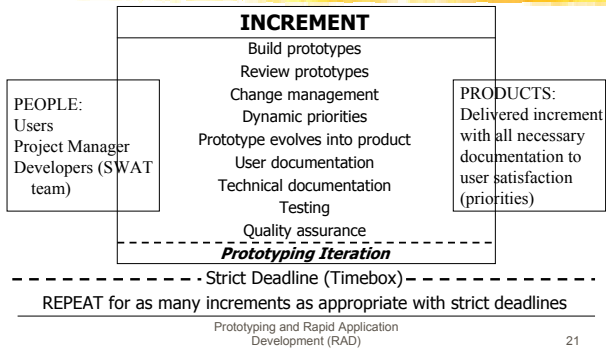 INCREMENT
Build prototypes
Review prototypes
Change management
Dynamic priorities
Prototype evolves into product
User documentation
Technical documentation
Testing
Quality assurance
Prototyping Iteration
PEOPLE:
Users
Project Manager
Developers (SWAT
team)
PRODUCTS:
Delivered increment
with all necessary
documentation to
user satisfaction
(priorities)
Strict Deadline (Timebox)
REPEAT for as many increments as appropriate with strict deadlines
Prototyping and Rapid Application
Development (RAD)
21